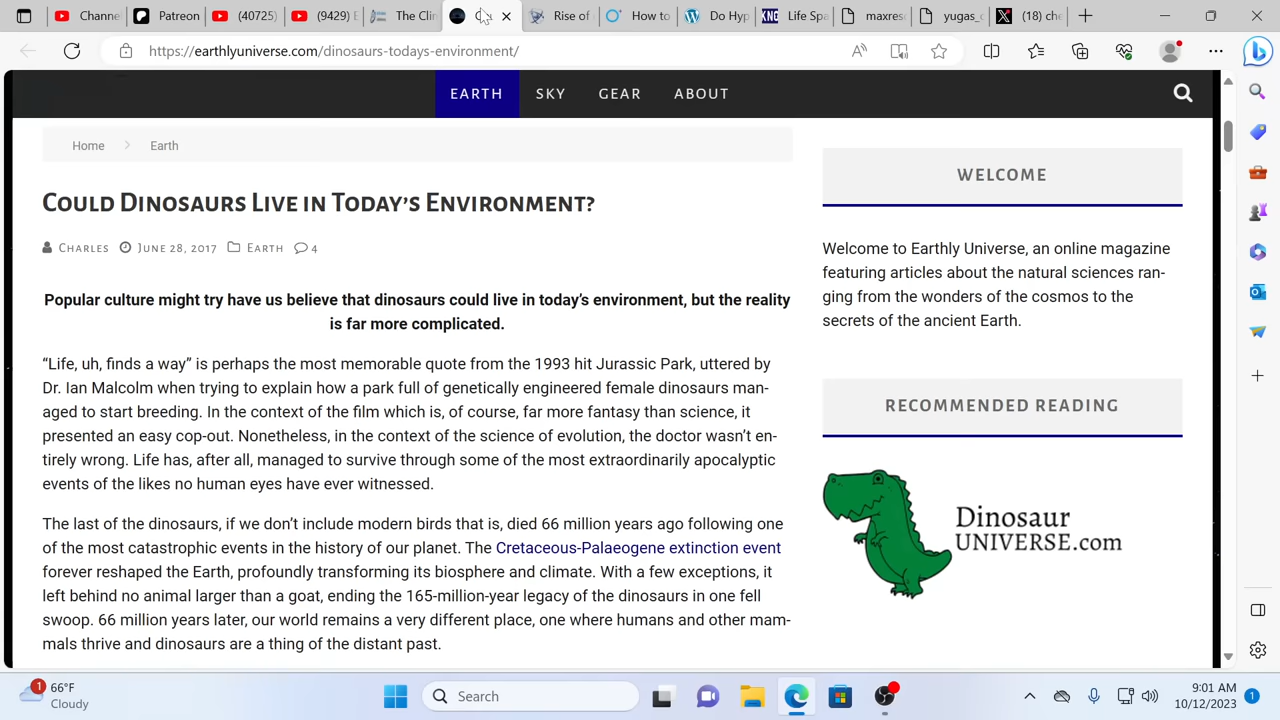 (40725)
(9429) E
The Clir
Rise of
How to
Do Hyp
KNO Life Sp
maxres
yugas_
(18) che
https://earthlyuniverse.com/dinosaurs-todays-environment/
EARTH SKY GEAR ABOUT
Home Earth
COULD DINOSAURS LIVE IN TODAY'S ENVIRONMENT?
CHARLES JUNE 28, 2017 EARTH 4
Popular culture might try have us believe that dinosaurs could live in today's environment, but the reality
is far more complicated.
“Life, uh, finds a way” is perhaps the most memorable quote from the 1993 hit Jurassic Park, uttered by
Dr. Ian Malcolm when trying to explain how a park full of genetically engineered female dinosaurs man-
aged to start breeding. In the context of the film which is, of course, far more fantasy than science, it
presented an easy cop-out. Nonetheless, in the context of the science of evolution, the doctor wasn't en-
tirely wrong. Life has, after all, managed to survive through some of the most extraordinarily apocalyptic
events of the likes no human eyes have ever witnessed.
The last of the dinosaurs, if we don't include modern birds that is, died 66 million years ago following one
of the most catastrophic events in the history of our planet. The Cretaceous-Palaeogene extinction event
forever reshaped the Earth, profoundly transforming its biosphere and climate. With a few exceptions, it
left behind no animal larger than a goat, ending the 165-million-year legacy of the dinosaurs in one fell
swoop. 66 million years later, our world remains a very different place, one where humans and other mam-
mals thrive and dinosaurs are a thing of the distant past.
WELCOME
Welcome to Earthly Universe, an online magazine
featuring articles about the natural sciences ran-
ging from the wonders of the cosmos to the
secrets of the ancient Earth.
RECOMMENDED READING
Dinosaur
UNIVERSE.com
1
66°F
Cloudy
Search
9:01 AM
10/12/2023
1